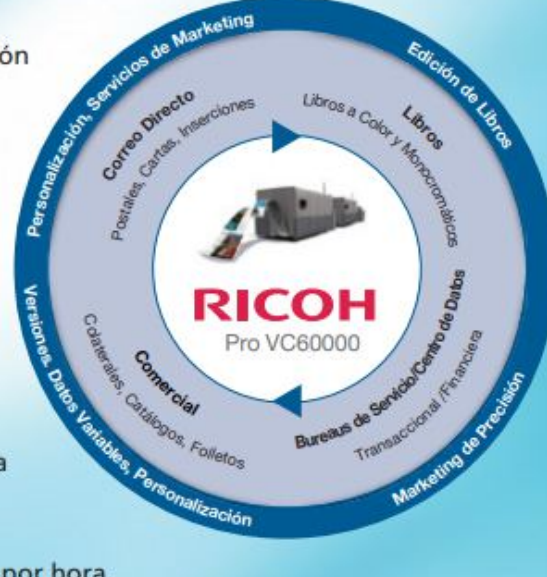 ón
Personalización, Servicios de Marketing
Edición de Libros
Correo Directo
Postales, Cartas, Inserciones
Libros
Libros a Color y Monocromáticos
RICOH
Pro VC60000
Comercial
Colaterales, Catálogos, Folletos
Bureaus de Servicio/Centro de Datos
Transaccional /Financiera
Versiones, Datos Variables, Personalización
Marketing de Precisión
a
por hora